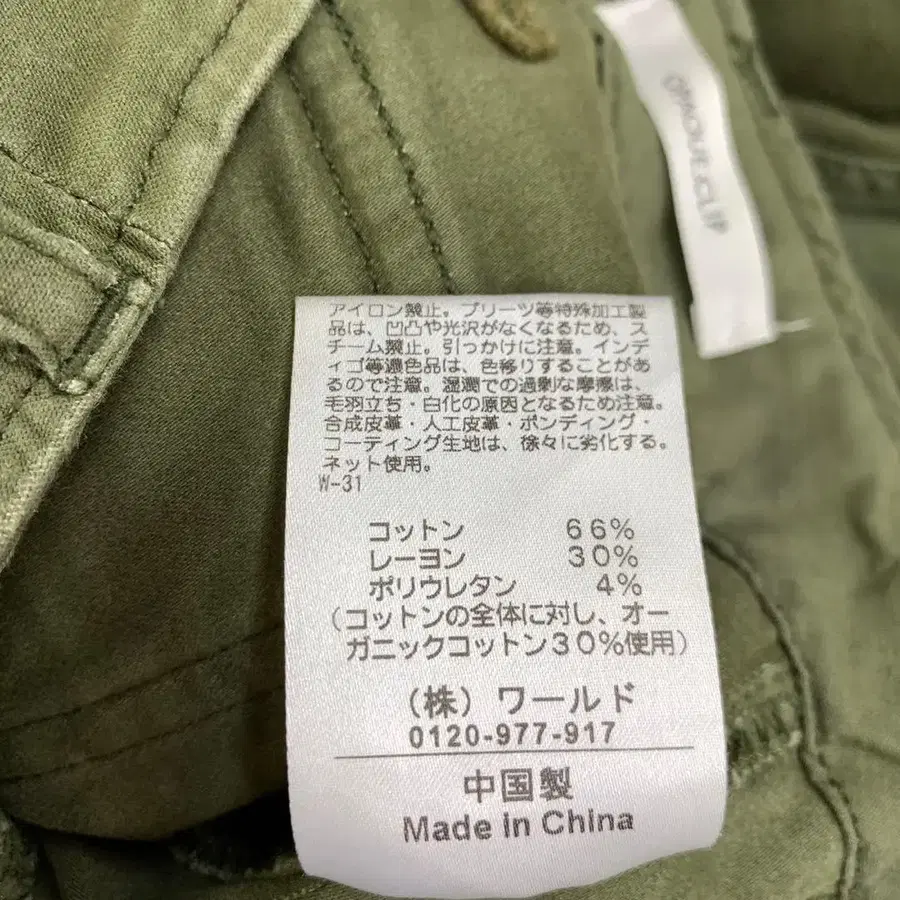 OPAQUE.CLIP
アイロン禁止。プリーツ等特殊加工製
品は、凹凸や光沢がなくなるため、ス
チーム禁止。引っかけに注意。インデ
ィゴ等濃色品は、色移りすることがあ
るので注意。湿潤での過剰な摩擦は、
毛羽立ち・白化の原因となるため注意。
合成皮革・人工皮革・ボンディング・
コーティング生地は、徐々に劣化する。
ネット使用。
W-31
コットン 66%
レーヨン 30%
ポリウレタン 4%
(コットンの全体に対し、オー
ガニックコットン30%使用)
(株) ワールド
0120-977-917
中国製
Made in China